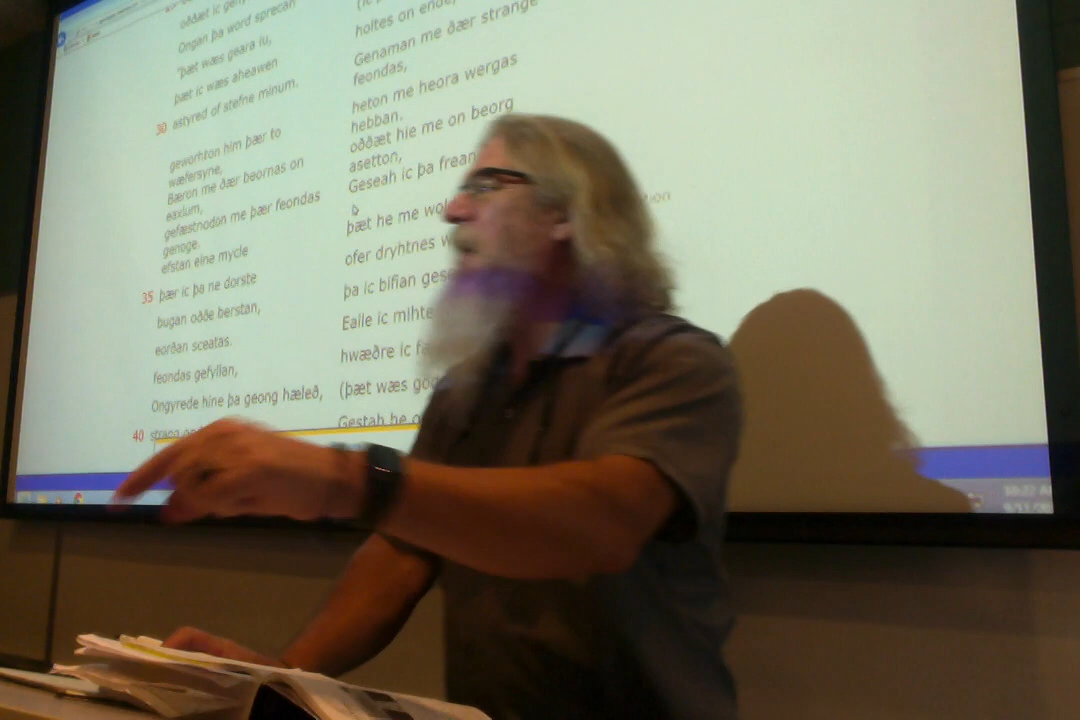 oððæt ic
Ongan þa word sprecan
"þæt wæs geara iu,
þæt ic wæs aheawen
30 astyred of stefne minum.
geworhton him þær to
wæfersyne,
Bæron me ðær beornas on
eaxlum,
gefæstnodon me þær feondas
genoge.
efstan elne mycle
35 þær ic þa ne dorste
bugan oððe berstan,
eorðan sceatas.
feondas gefyllan,
Ongyrede hine þa geong hæleð,
40 strang
holtes on ende,
Genaman me ðær strange
feondas,
heton me heora wergas
hebban.
oððæt hie me on beorg
asetton,
Geseah ic þa frean
þæt he me
ofer dryhtnes
þa ic bifian
Ealle ic mihte
hwæðre ic
(þæt wæs
Gestah he
10:22